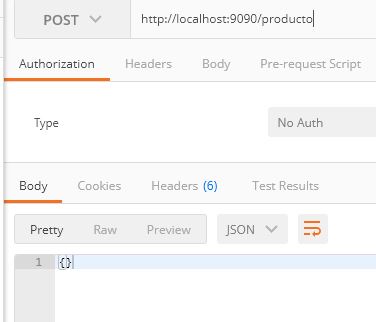 POST http://localhost:9090/producto
Authorization Headers Body Pre-request Script
Type No Auth
Body Cookies Headers (6) Test Results
Pretty Raw Preview JSON
1 {}